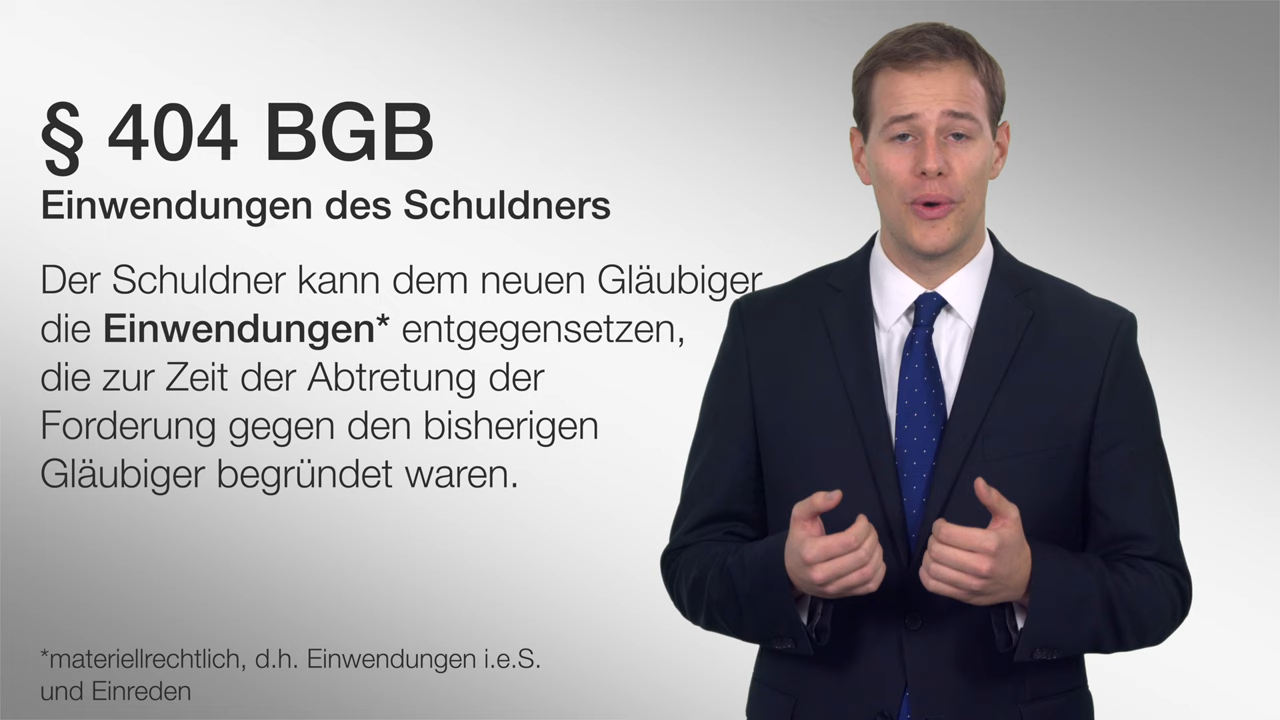 § 404 BGB
Einwendungen des Schuldners
Der Schuldner kann dem neuen Gläubiger
die Einwendungen* entgegensetzen,
die zur Zeit der Abtretung der
Forderung gegen den bisherigen
Gläubiger begründet waren.
*materiellrechtlich, d.h. Einwendungen i.e.S.
und Einreden